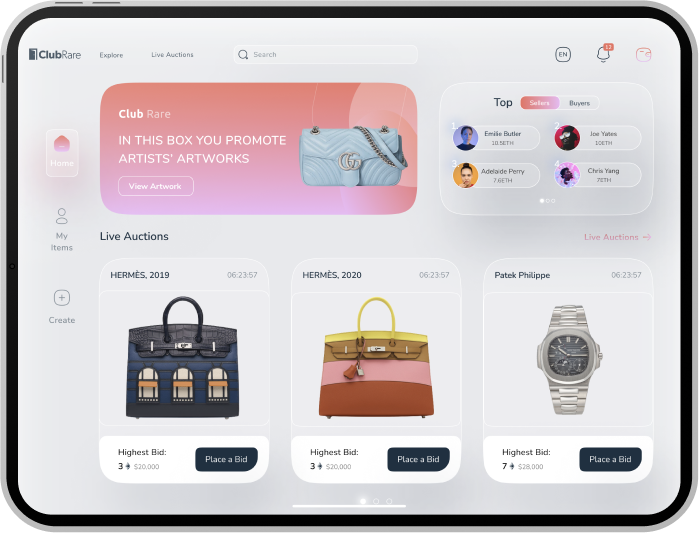 ClubRare
Explore
Live Auctions
Search
EN
12
Club Rare
IN THIS BOX YOU PROMOTE
ARTISTS' ARTWORKS
View Artwork
Top
Sellers
Buyers
1
Emilie Butler
10.5ETH
2
Joe Yates
10ETH
3
Adelaide Perry
7.6ETH
4
Chris Yang
7ETH
Home
My
Items
Create
Live Auctions
Live Auctions
HERMÈS, 2019
06:23:57
HERMÈS, 2020
06:23:57
Patek Philippe
06:23:57
Highest Bid:
3 $20,000
Place a Bid
Highest Bid:
3 $20,000
Place a Bid
Highest Bid:
7 $28,000
Place a Bid